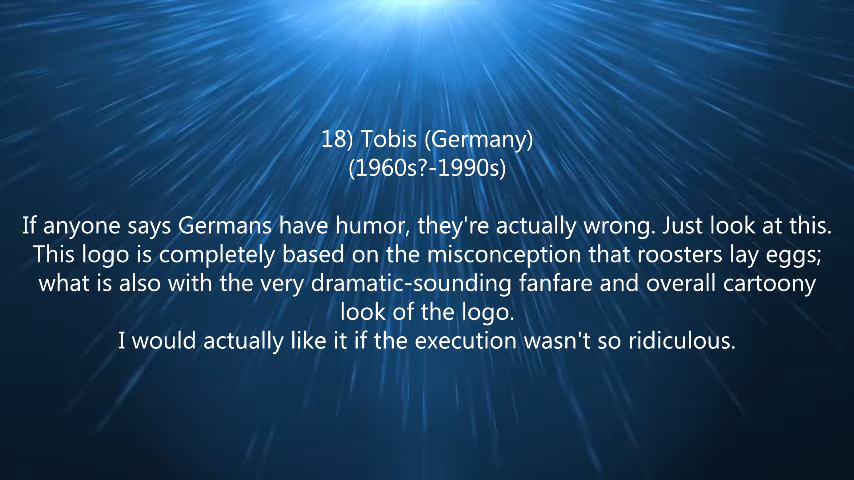 18) Tobis (Germany)
(1960s?-1990s)
If anyone says Germans have humor, they're actually wrong. Just look at this.
This logo is completely based on the misconception that roosters lay eggs;
what is also with the very dramatic-sounding fanfare and overall cartoony
look of the logo.
I would actually like it if the execution wasn't so ridiculous.